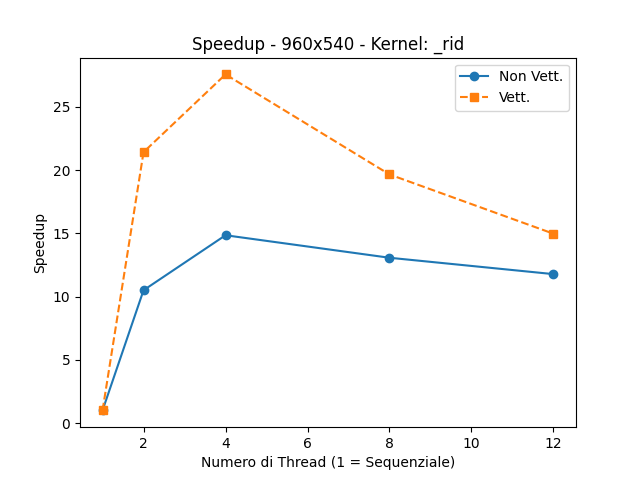 Speedup - 960x540 - Kernel: _rid
Non Vett.
Vett.
Speedup
25
20
15
10
5
0
2
4
6
8
10
12
Numero di Thread (1 = Sequenziale)